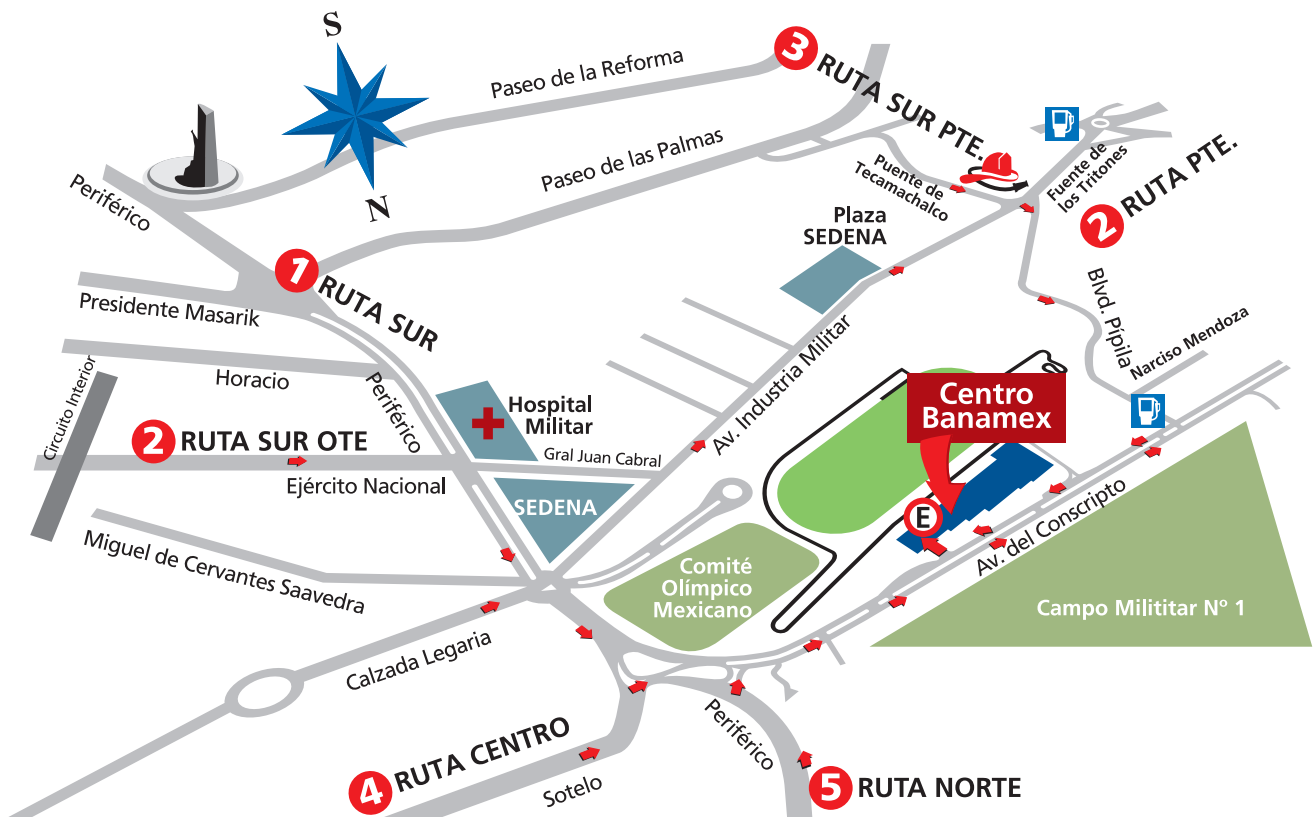 S
N
3 RUTA SUR PTE.
Paseo de la Reforma
Paseo de las Palmas
Periférico
Puente de
Tecamachalco
Fuente de
los Tritones
2 RUTA PTE.
Plaza
SEDENA
1 RUTA SUR
Presidente Masarik
Blvd. Pípila
Narciso Mendoza
Av. Industria Militar
Horacio
Periférico
Circuito Interior
Hospital
Militar
Centro
Banamex
2 RUTA SUR OTE
Gral Juan Cabral
Ejército Nacional
SEDENA
E
Av. del Conscripto
Miguel de Cervantes Saavedra
Comité
Olímpico
Mexicano
Campo Milititar Nº 1
Calzada Legaria
Periférico
4 RUTA CENTRO
Sotelo
5 RUTA NORTE